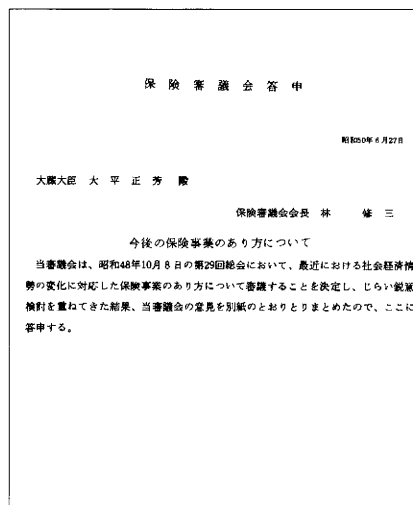 保険審議会答申
昭和50年6月27日
大蔵大臣 大平正芳 殿
保険審議会会長 林 修三
今後の保険事業のあり方について
当審議会は、昭和48年10月8日の第29回総会において、最近における社会経済情
勢の変化に対応した保険事業のあり方について審議することを決定し、じらい鋭意
検討を重ねてきた結果、当審議会の意見を別紙のとおりとりまとめたので、ここに
答申する。